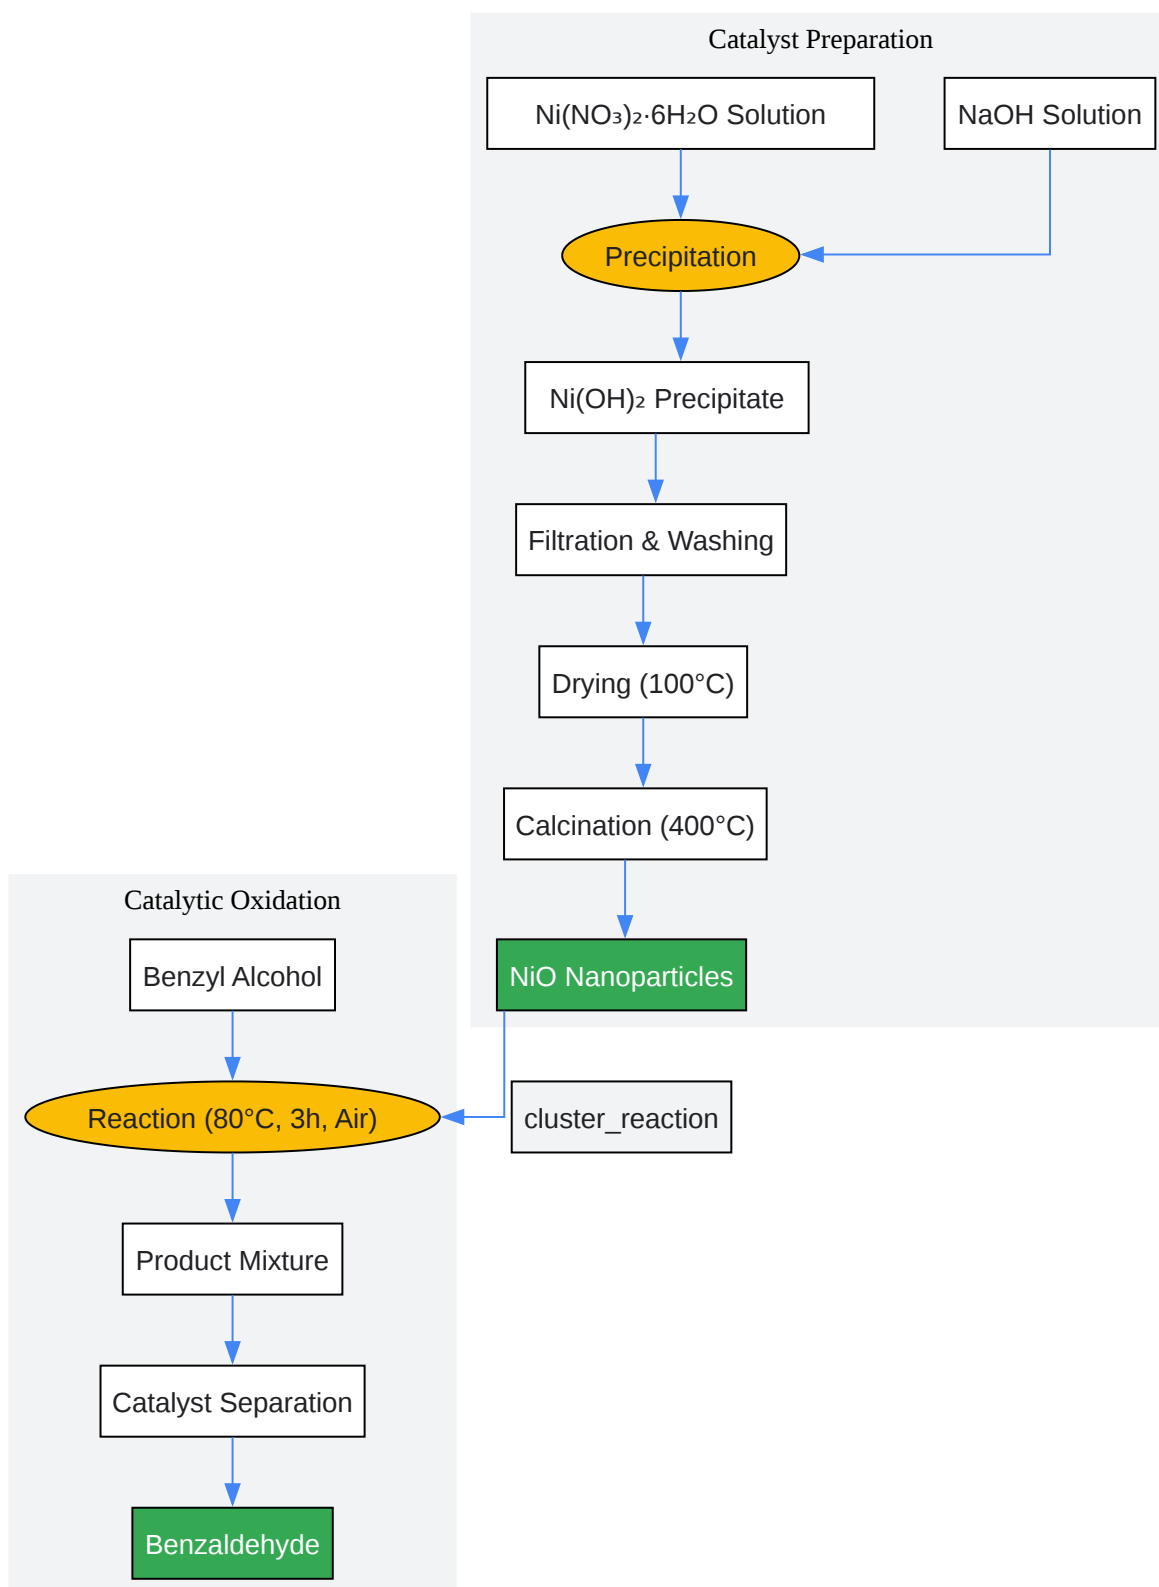 Catalyst Preparation
Ni(NO₃)₂·6H₂O Solution
NaOH Solution
Precipitation
Ni(OH)₂ Precipitate
Filtration & Washing
Drying (100°C)
Calcination (400°C)
NiO Nanoparticles
Catalytic Oxidation
Benzyl Alcohol
Reaction (80°C, 3h, Air)
cluster_reaction
Product Mixture
Catalyst Separation
Benzaldehyde